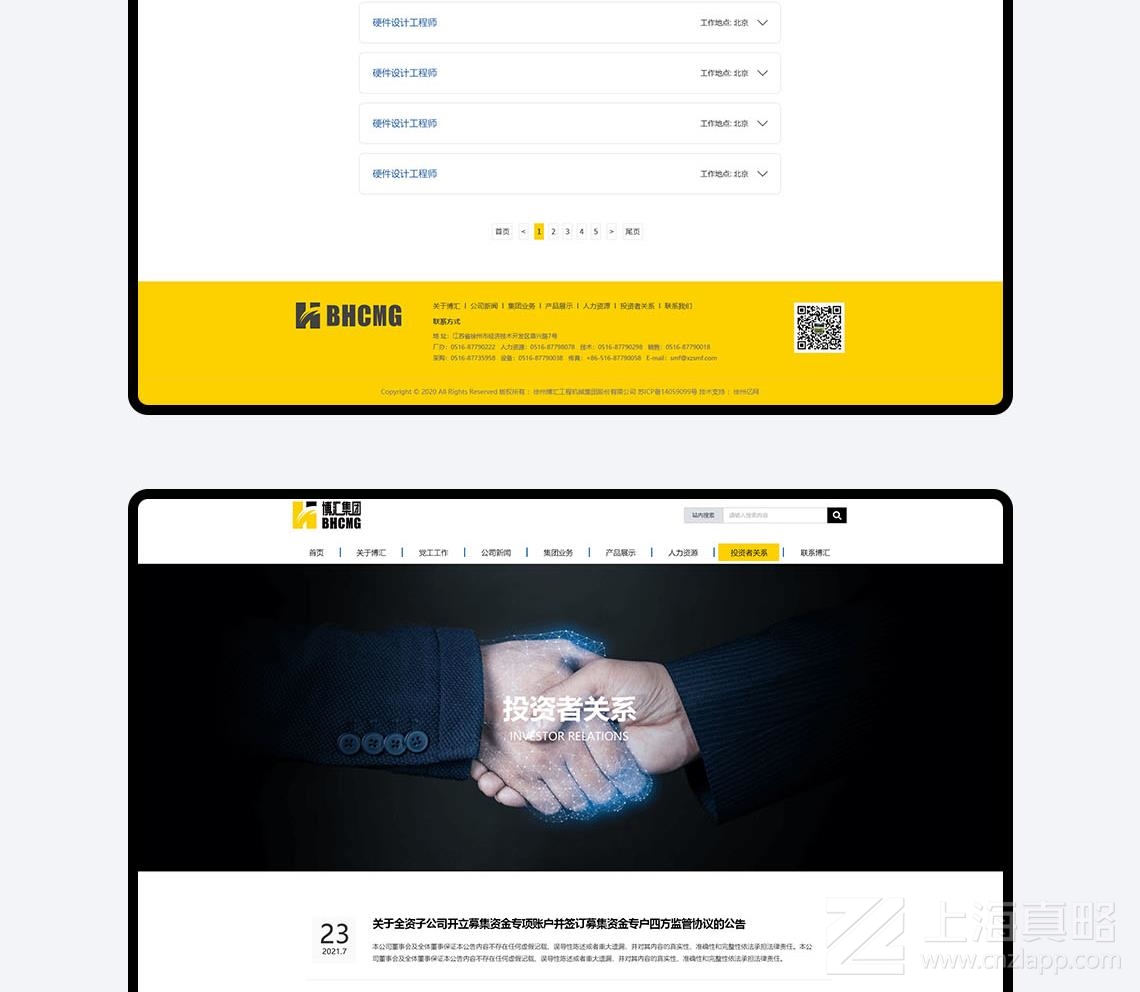 硬件设计工程师 工作地点: 北京
硬件设计工程师 工作地点: 北京
硬件设计工程师 工作地点: 北京
硬件设计工程师 工作地点: 北京
首页 < 1 2 3 4 5 > 尾页
BHCMG
关于博汇 | 公司新闻 | 集团业务 | 产品展示 | 人力资源 | 投资者关系 | 联系我们
联系方式
地 址: 江苏省徐州市经济技术开发区荆兴路7号
厂办: 0516-87790222 人力资源: 0516-87798078 技术: 0516-87790298 销售: 0516-87790018
采购: 0516-87735958 设备: 0516-87790038 传真: +86-516-87790058 E-mail: smf@xzsmf.com
Copyright © 2020 All Rights Reserved 版权所有: 徐州博汇工程机械集团股份有限公司 苏ICP备14059099号 技术支持: 徐州亿网
博汇集团
BHCMG
站内搜索 请输入搜索内容
首页 | 关于博汇 | 党工工作 | 公司新闻 | 集团业务 | 产品展示 | 人力资源 | 投资者关系 | 联系博汇
投资者关系
INVESTOR RELATIONS
23
2021.7
关于全资子公司开立募集资金专项账户并签订募集资金专户四方监管协议的公告
本公司董事会及全体董事保证本公告内容不存在任何虚假记载、误导性陈述或者重大遗漏，并对其内容的真实性、准确性和完整性依法承担法律责任。本公
司董事会及全体董事保证本公告内容不存在任何虚假记载、误导性陈述或者重大遗漏，并对其内容的真实性、准确性和完整性依法承担法律责任。
上海真略
www.cnzlapp.com